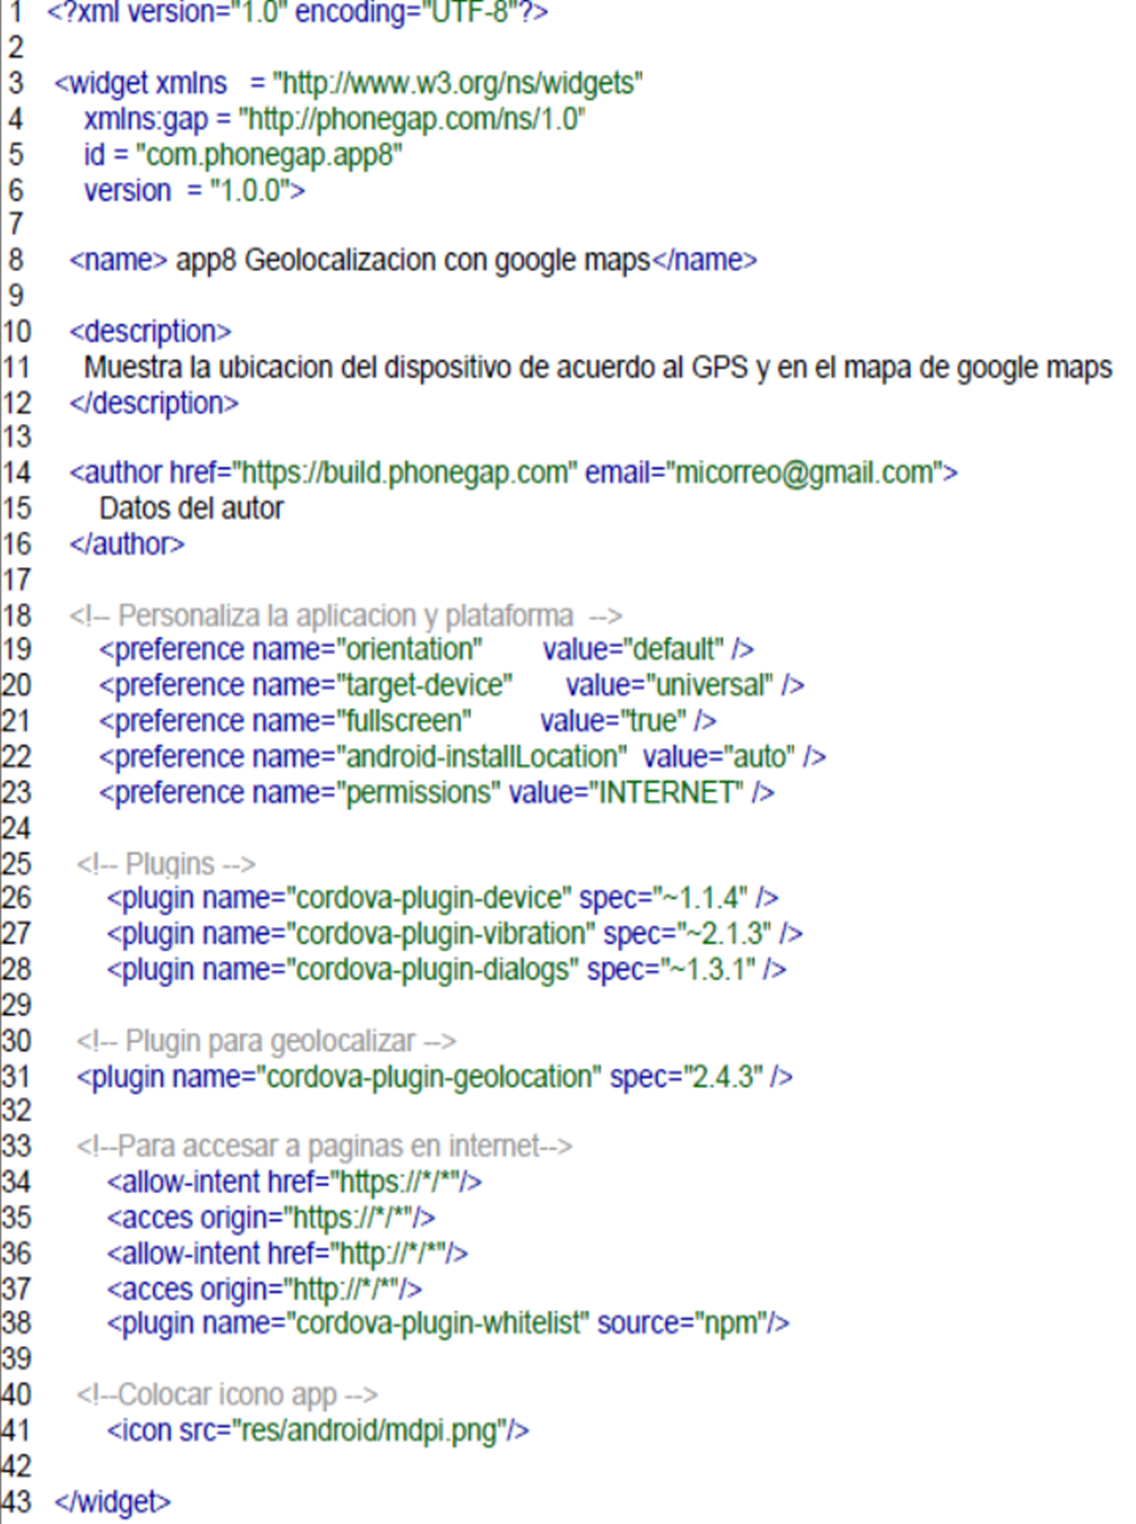 1 <?xml version="1.0" encoding="UTF-8"?>
2
3 <widget xmlns = "http://www.w3.org/ns/widgets"
4 xmlns:gap = "http://phonegap.com/ns/1.0"
5 id = "com.phonegap.app8"
6 version = "1.0.0">
7
8 <name> app8 Geolocalizacion con google maps</name>
9
10 <description>
11 Muestra la ubicacion del dispositivo de acuerdo al GPS y en el mapa de google maps
12 </description>
13
14 <author href="https://build.phonegap.com" email="micorreo@gmail.com">
15 Datos del autor
16 </author>
17
18 <!-- Personaliza la aplicacion y plataforma -->
19 <preference name="orientation" value="default" />
20 <preference name="target-device" value="universal" />
21 <preference name="fullscreen" value="true" />
22 <preference name="android-installLocation" value="auto" />
23 <preference name="permissions" value="INTERNET" />
24
25 <!-- Plugins -->
26 <plugin name="cordova-plugin-device" spec="~1.1.4" />
27 <plugin name="cordova-plugin-vibration" spec="~2.1.3" />
28 <plugin name="cordova-plugin-dialogs" spec="~1.3.1" />
29
30 <!-- Plugin para geolocalizar -->
31 <plugin name="cordova-plugin-geolocation" spec="2.4.3" />
32
33 <!--Para accesar a paginas en internet-->
34 <allow-intent href="https://*/*"/>
35 <acces origin="https://*/*"/>
36 <allow-intent href="http://*/*"/>
37 <acces origin="http://*/*"/>
38 <plugin name="cordova-plugin-whitelist" source="npm"/>
39
40 <!--Colocar icono app -->
41 <icon src="res/android/mdpi.png"/>
42
43 </widget>